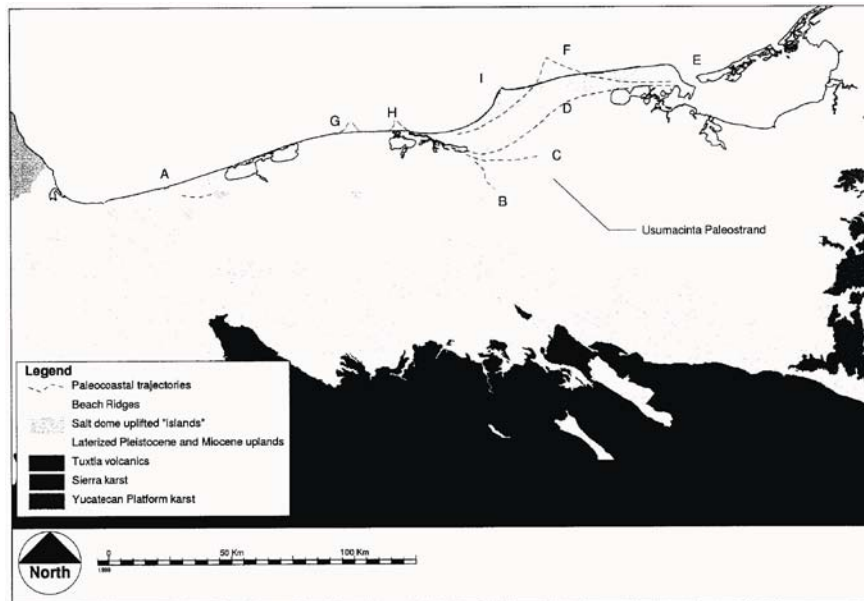 F
E
I
D
G
H
A
C
B
Usumacinta Paleostrand
Legend
Paleocoastal trajectories
Beach Ridges
Salt dome uplifted "islands"
Laterized Pleistocene and Miocene uplands
Tuxtla volcanics
Sierra karst
Yucatecan Platform karst
0 50 Km 100 Km
North